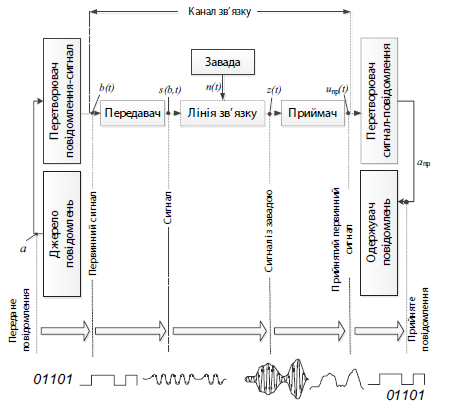 Канал зв’язку
Перетворювач
повідомлення-сигнал
b(t)
Передавач
s(b,t)
Завада
n(t)
Лінія зв’язку
z(t)
Приймач
uпр(t)
Перетворювач
сигнал-повідомлення
aпр
Джерело
повідомлень
a
Первинний сигнал
Сигнал
Сигнал із завадою
Прийнятий первинний
сигнал
Одержувач
повідомлень
Передане
повідомлення
Прийняте
повідомлення
01101
01101